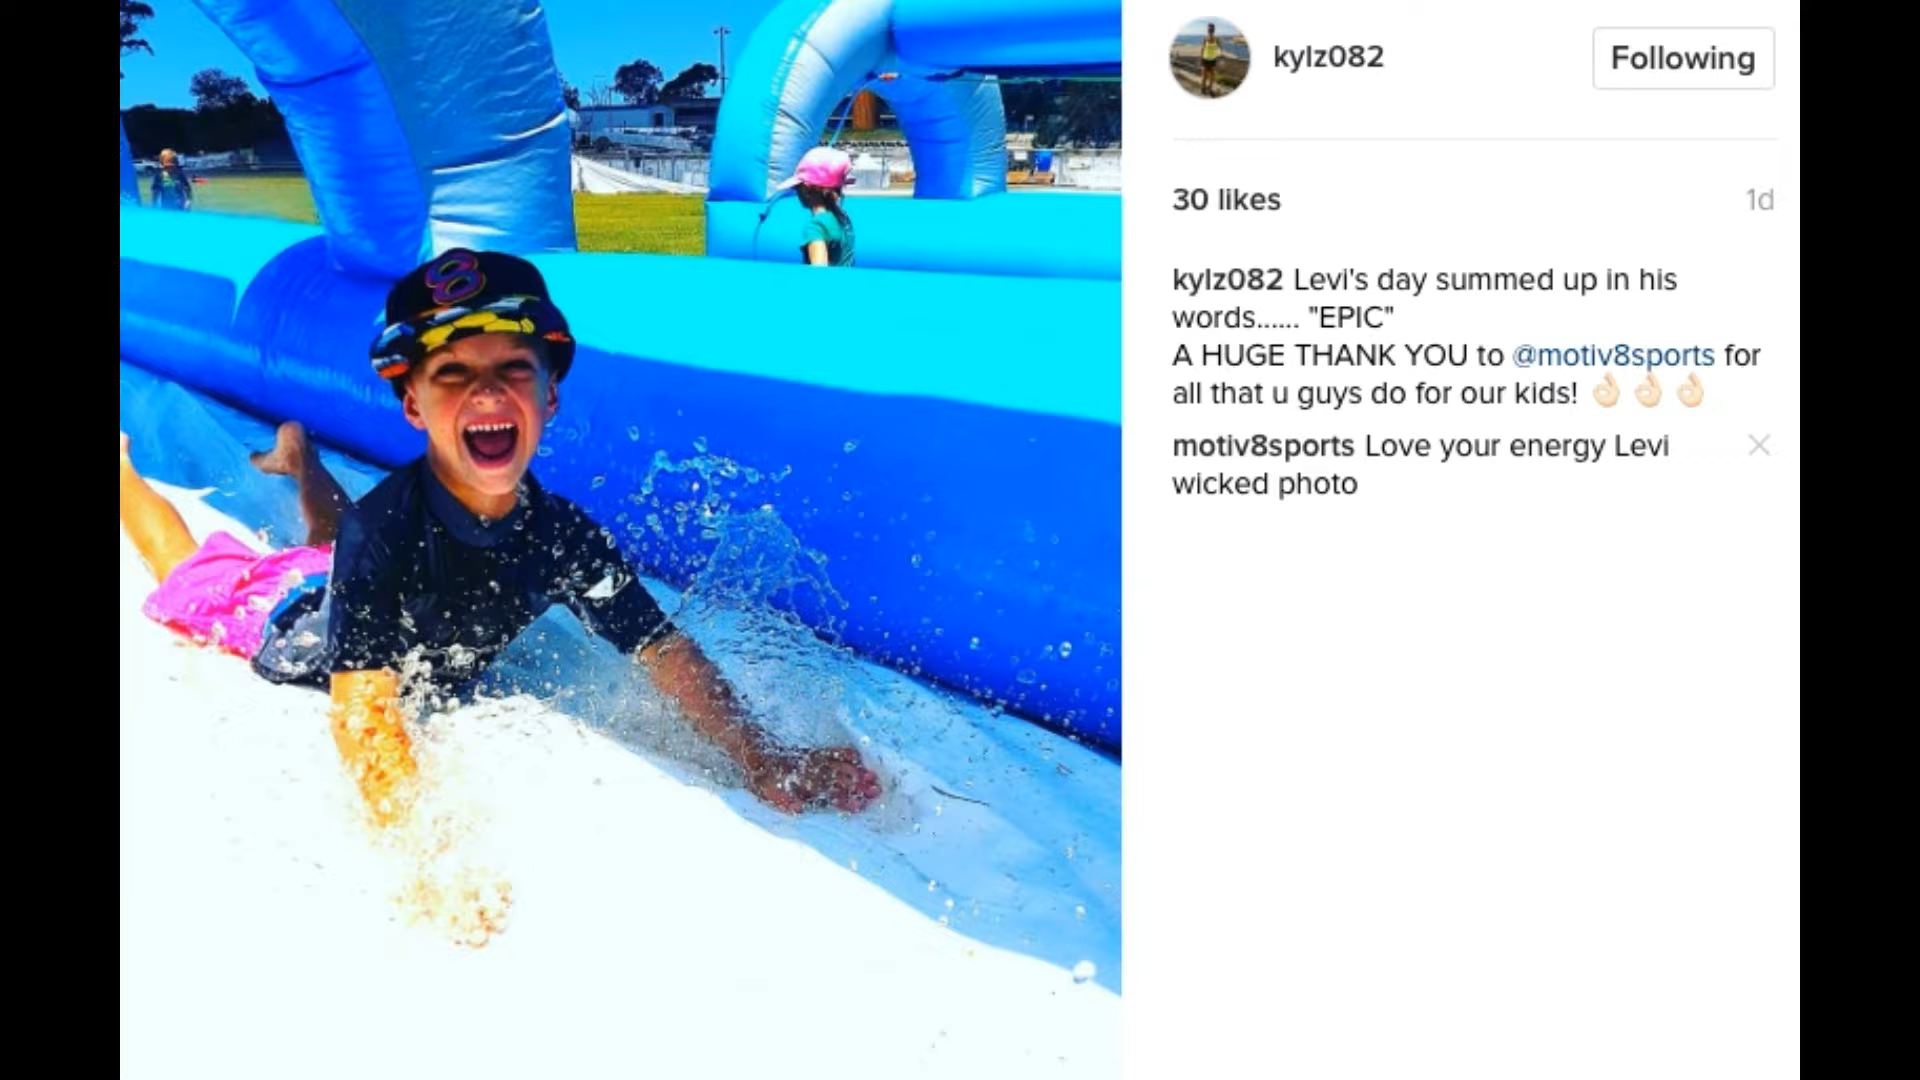 8
kylz082
Following
30 likes
1d
kylz082 Levi's day summed up in his
words...... "EPIC"
A HUGE THANK YOU to @motiv8sports for
all that u guys do for our kids! 👌🏻👌🏻👌🏻
motiv8sports Love your energy Levi
wicked photo